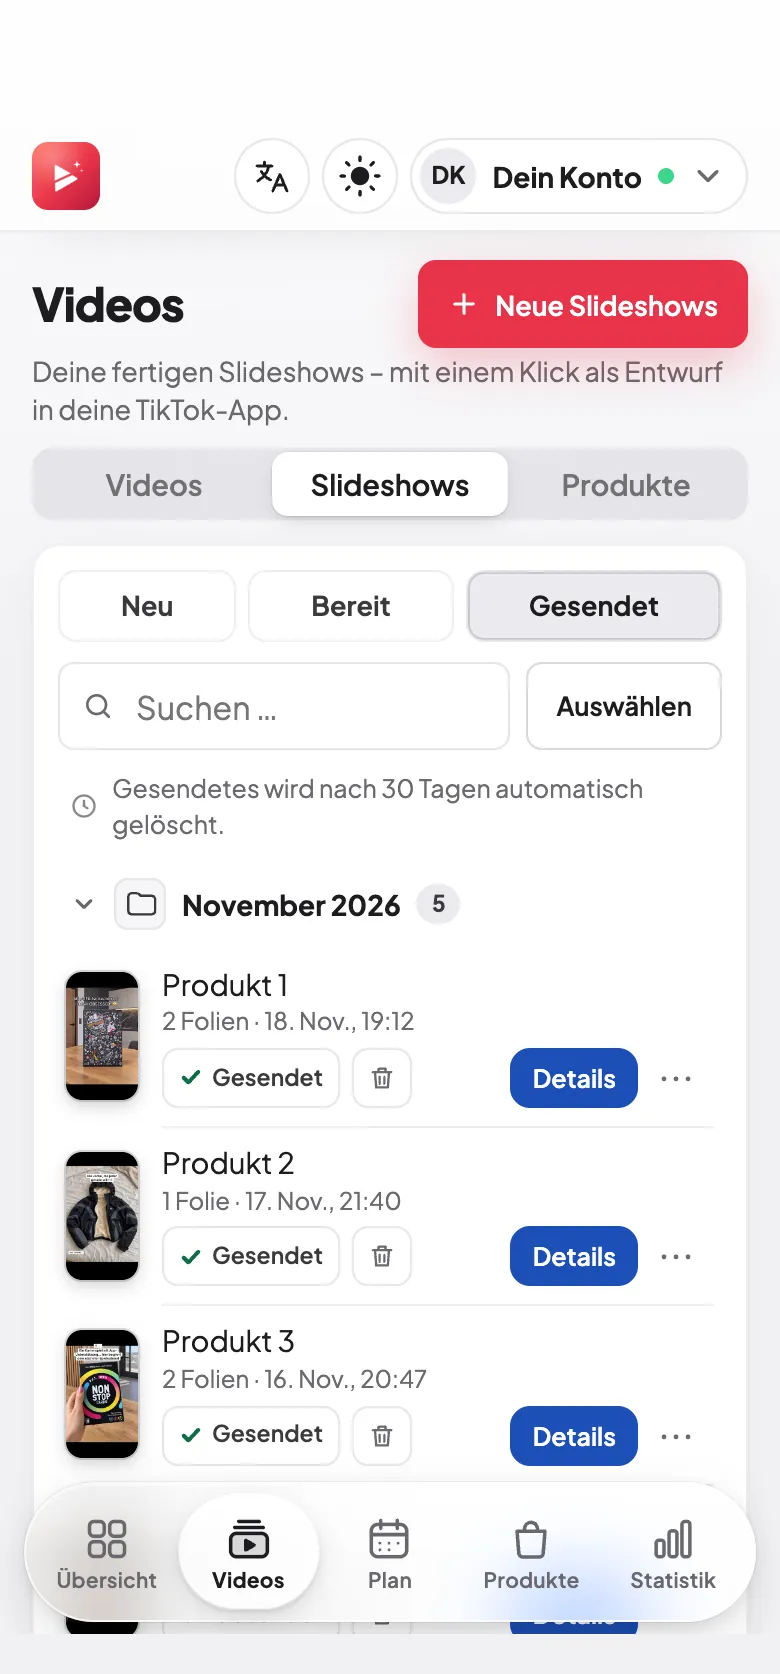 DK Dein Konto
Videos
+ Neue Slideshows
Deine fertigen Slideshows – mit einem Klick als Entwurf
in deine TikTok-App.
Videos Slideshows Produkte
Neu Bereit Gesendet
Suchen ... Auswählen
Gesendetes wird nach 30 Tagen automatisch
gelöscht.
November 2026 5
Produkt 1
2 Folien · 18. Nov., 19:12
Gesendet Details ...
Produkt 2
1 Folie · 17. Nov., 21:40
Gesendet Details ...
Produkt 3
NON
STOP
2 Folien · 16. Nov., 20:47
Gesendet Details ...
Übersicht Videos Plan Produkte Statistik